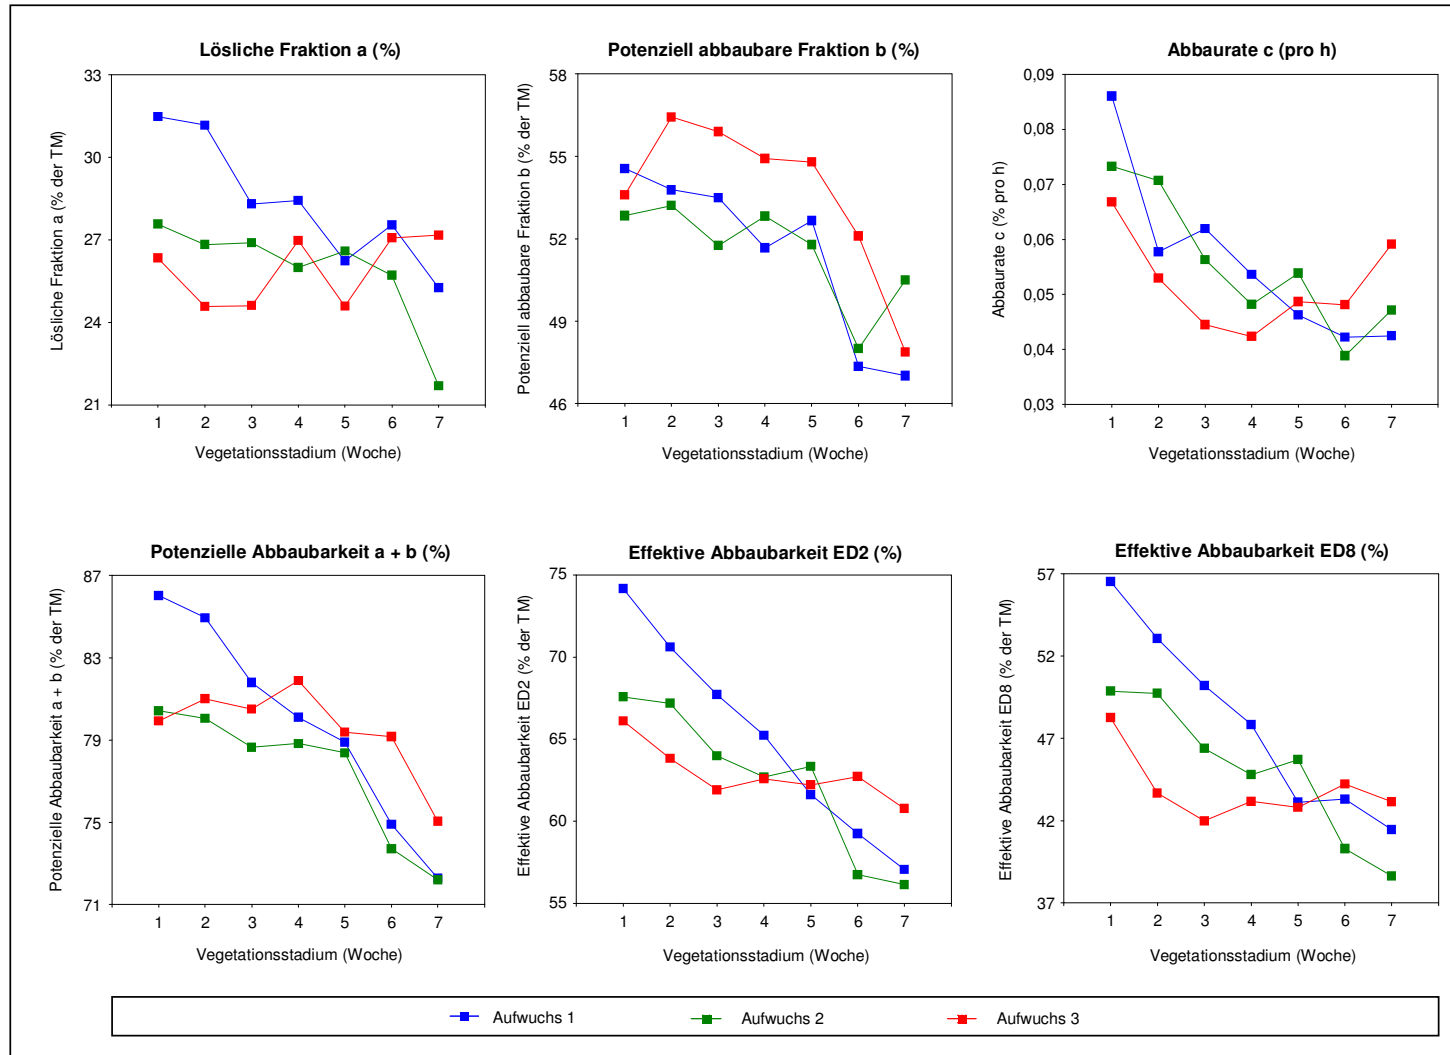 Lösliche Fraktion a (%)
Lösliche Fraktion a (% der TM)
33
30
27
24
21
1 2 3 4 5 6 7
Vegetationsstadium (Woche)
Potenziell abbaubare Fraktion b (%)
Potenziell abbaubare Fraktion b (% der TM)
58
55
52
49
46
1 2 3 4 5 6 7
Vegetationsstadium (Woche)
Abbaurate c (pro h)
Abbaurate c (% pro h)
0,09
0,08
0,07
0,06
0,05
0,04
0,03
1 2 3 4 5 6 7
Vegetationsstadium (Woche)
Potenzielle Abbaubarkeit a + b (%)
Potenzielle Abbaubarkeit a + b (% der TM)
87
83
79
75
71
1 2 3 4 5 6 7
Vegetationsstadium (Woche)
Effektive Abbaubarkeit ED2 (%)
Effektive Abbaubarkeit ED2 (% der TM)
75
70
65
60
55
1 2 3 4 5 6 7
Vegetationsstadium (Woche)
Effektive Abbaubarkeit ED8 (%)
Effektive Abbaubarkeit ED8 (% der TM)
57
52
47
42
37
1 2 3 4 5 6 7
Vegetationsstadium (Woche)
Aufwuchs 1 Aufwuchs 2 Aufwuchs 3